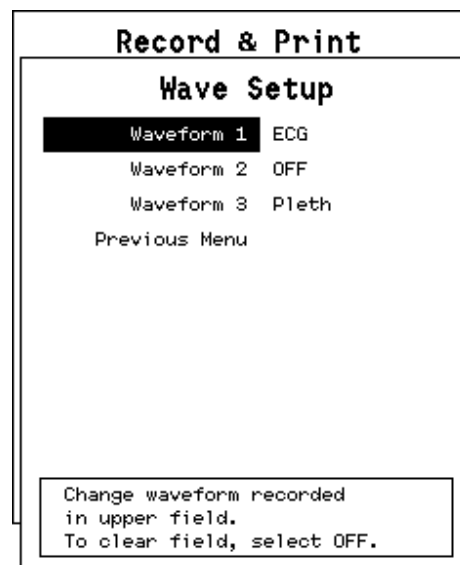 Record & Print
Wave Setup
Waveform 1 ECG
Waveform 2 OFF
Waveform 3 Pleth
Previous Menu
Change waveform recorded
in upper field.
To clear field, select OFF.